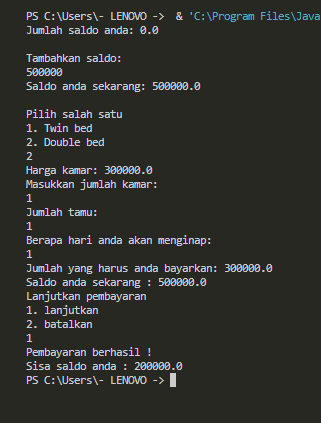 PS C:\Users\- LENOVO ->  & 'C:\Program Files\Java
Jumlah saldo anda: 0.0
Tambahkan saldo:
500000
Saldo anda sekarang: 500000.0
Pilih salah satu
1. Twin bed
2. Double bed
2
Harga kamar: 300000.0
Masukkan jumlah kamar:
1
Jumlah tamu:
1
Berapa hari anda akan menginap:
1
Jumlah yang harus anda bayarkan: 300000.0
Saldo anda sekarang : 500000.0
Lanjutkan pembayaran
1. lanjutkan
2. batalkan
1
Pembayaran berhasil !
Sisa saldo anda : 200000.0
PS C:\Users\- LENOVO ->